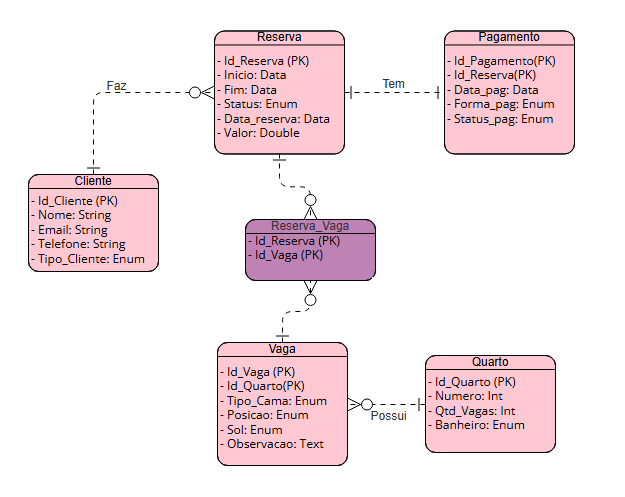 Reserva
- Id_Reserva (PK)
- Inicio: Data
- Fim: Data
- Status: Enum
- Data_reserva: Data
- Valor: Double
Pagamento
- Id_Pagamento(PK)
- Id_Reserva(PK)
- Data_pag: Data
- Forma_pag: Enum
- Status_pag: Enum
Faz
Tem
Cliente
- Id_Cliente (PK)
- Nome: String
- Email: String
- Telefone: String
- Tipo_Cliente: Enum
Reserva_Vaga
- Id_Reserva (PK)
- Id_Vaga (PK)
Vaga
- Id_Vaga (PK)
- Id_Quarto(PK)
- Tipo_Cama: Enum
- Posicao: Enum
- Sol: Enum
- Observacao: Text
Possui
Quarto
- Id_Quarto (PK)
- Numero: Int
- Qtd_Vagas: Int
- Banheiro: Enum